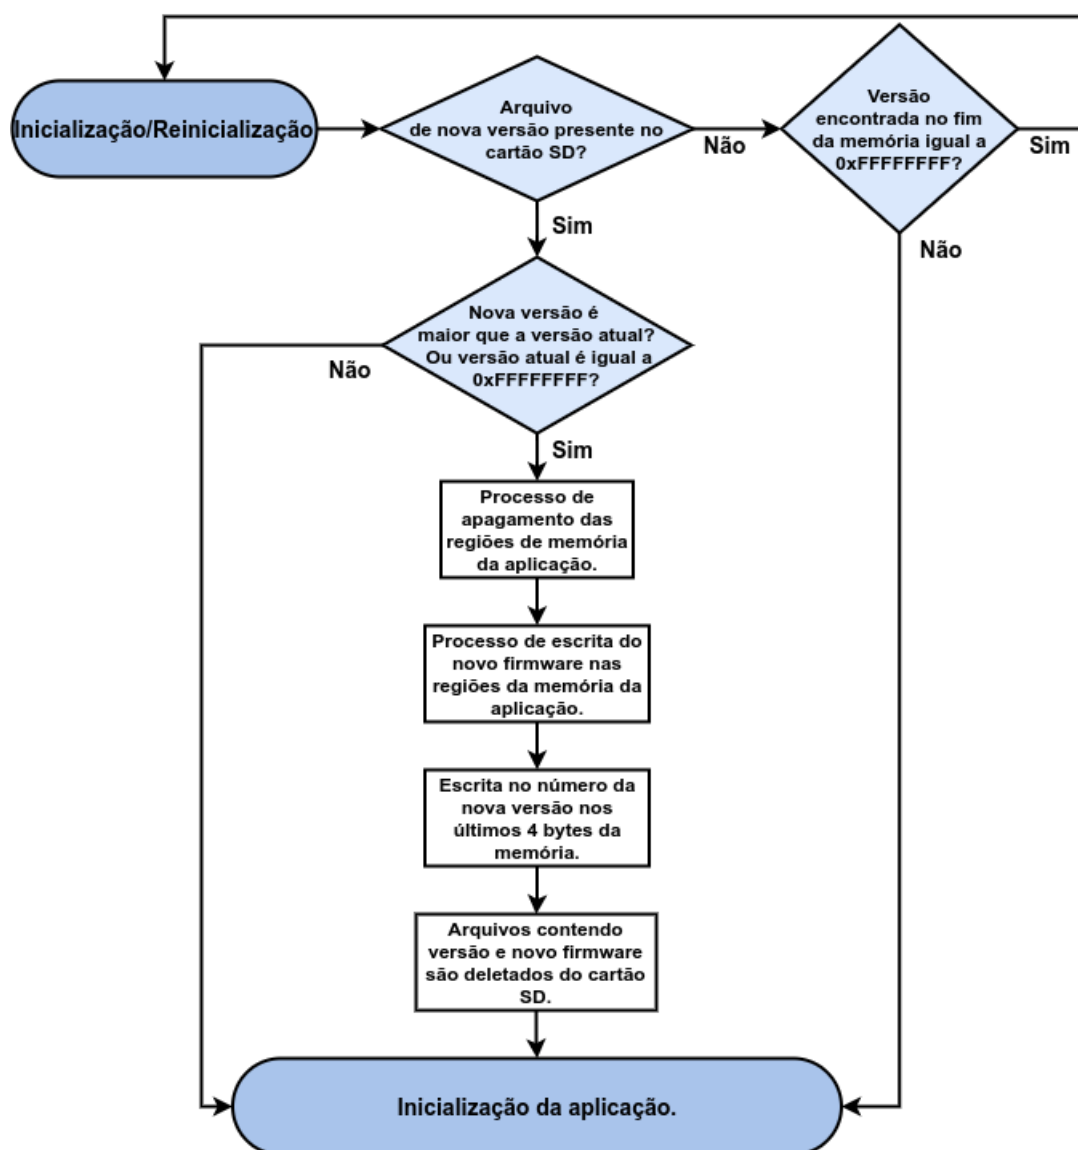 Inicialização/Reinicialização
Arquivo
de nova versão presente no
cartão SD?
Não
Versão
encontrada no fim
da memória igual a
0xFFFFFFFF?
Sim
Não
Sim
Nova versão é
maior que a versão atual?
Ou versão atual é igual a
0xFFFFFFFF?
Não
Sim
Processo de
apagamento das
regiões de memória
da aplicação.
Processo de escrita do
novo firmware nas
regiões da memória da
aplicação.
Escrita no número da
nova versão nos
últimos 4 bytes da
memória.
Arquivos contendo
versão e novo firmware
são deletados do cartão
SD.
Inicialização da aplicação.